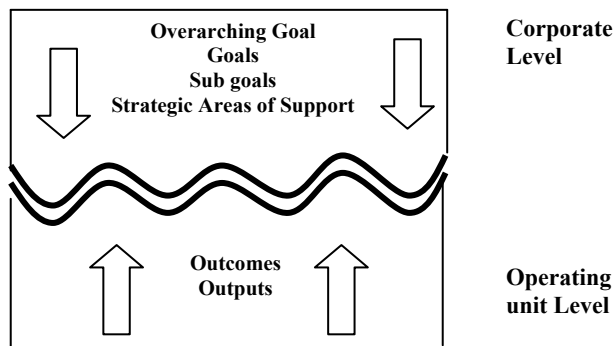 Overarching Goal
Goals
Sub goals
Strategic Areas of Support
Corporate
Level
Outcomes
Outputs
Operating
unit Level